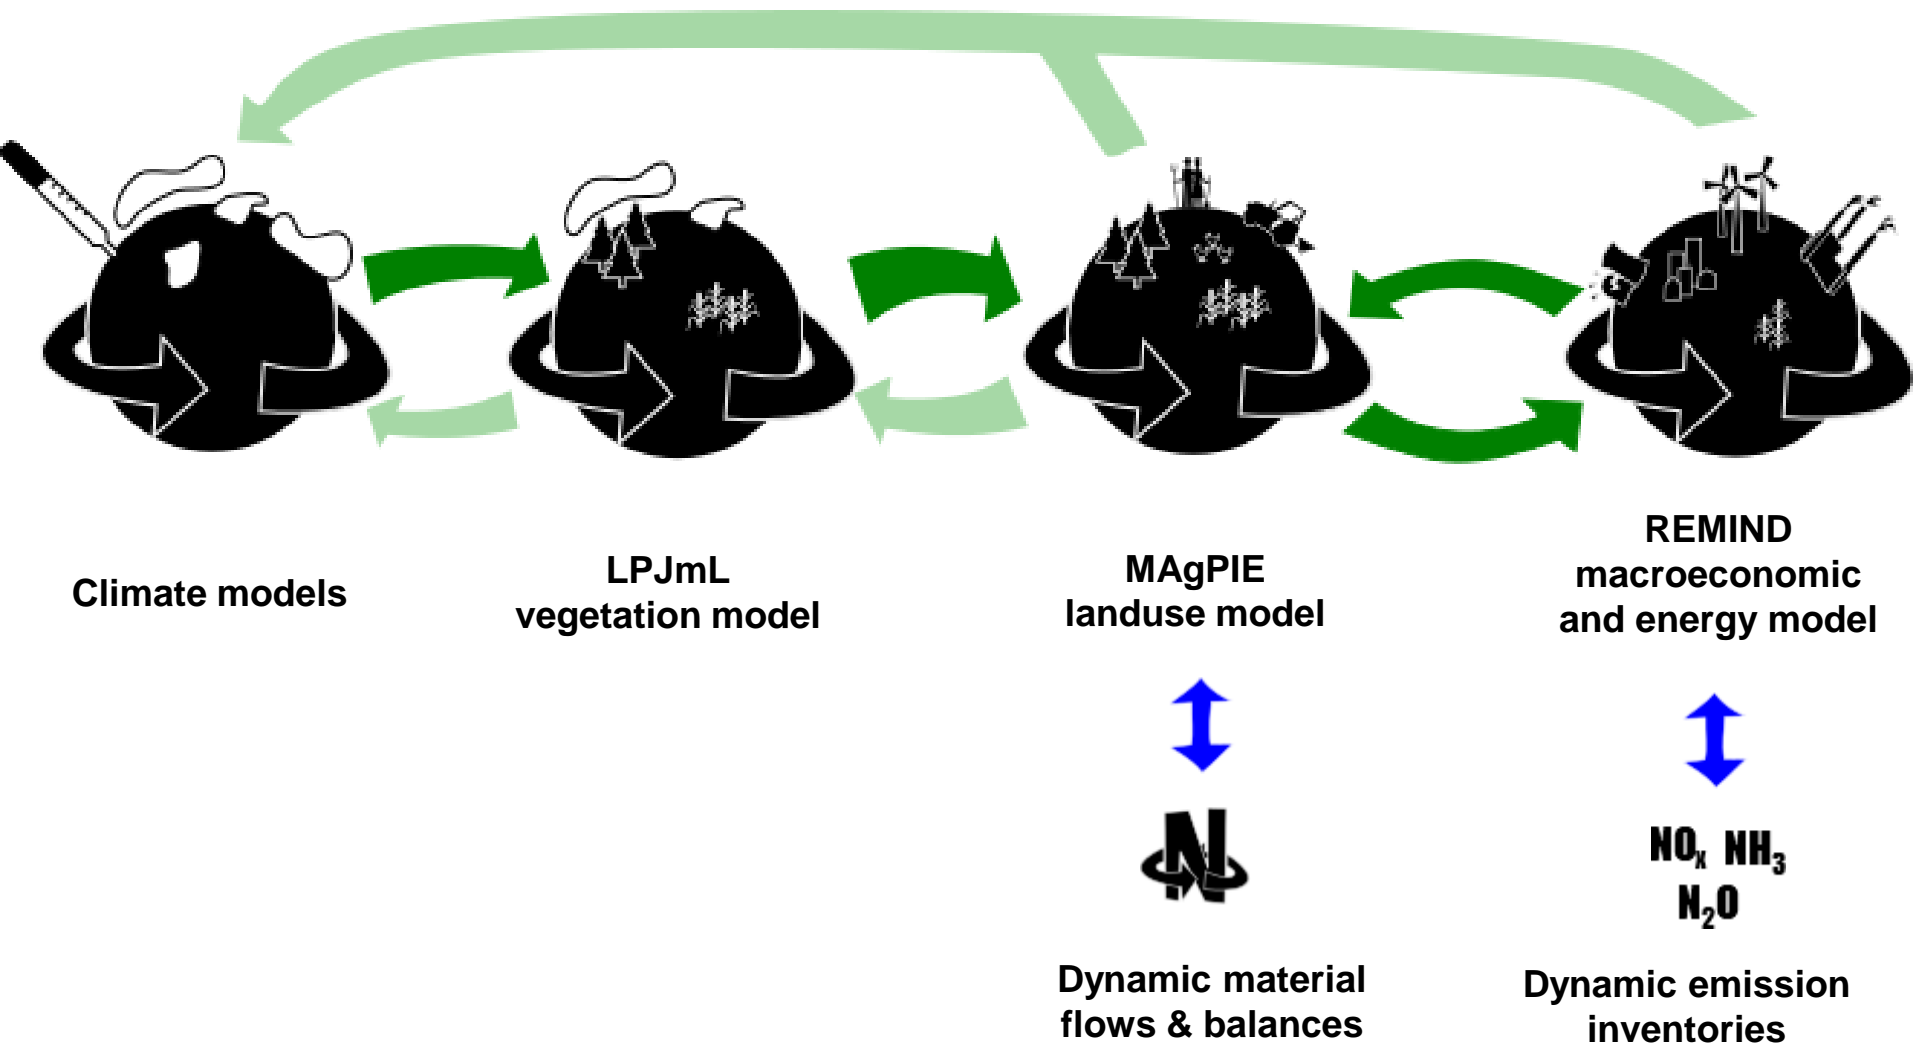 Climate models
LPJmL
vegetation model
MAgPIE
landuse model
REMIND
macroeconomic
and energy model
N
NOx NH3
N2O
Dynamic material
flows & balances
Dynamic emission
inventories